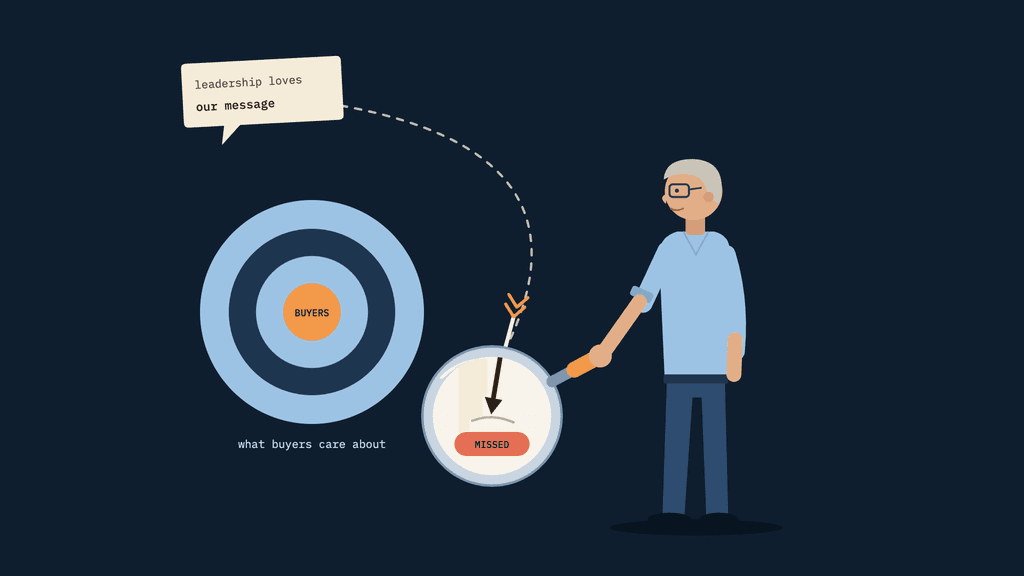 leadership loves
our message
BUYERS
what buyers care about
MISSED